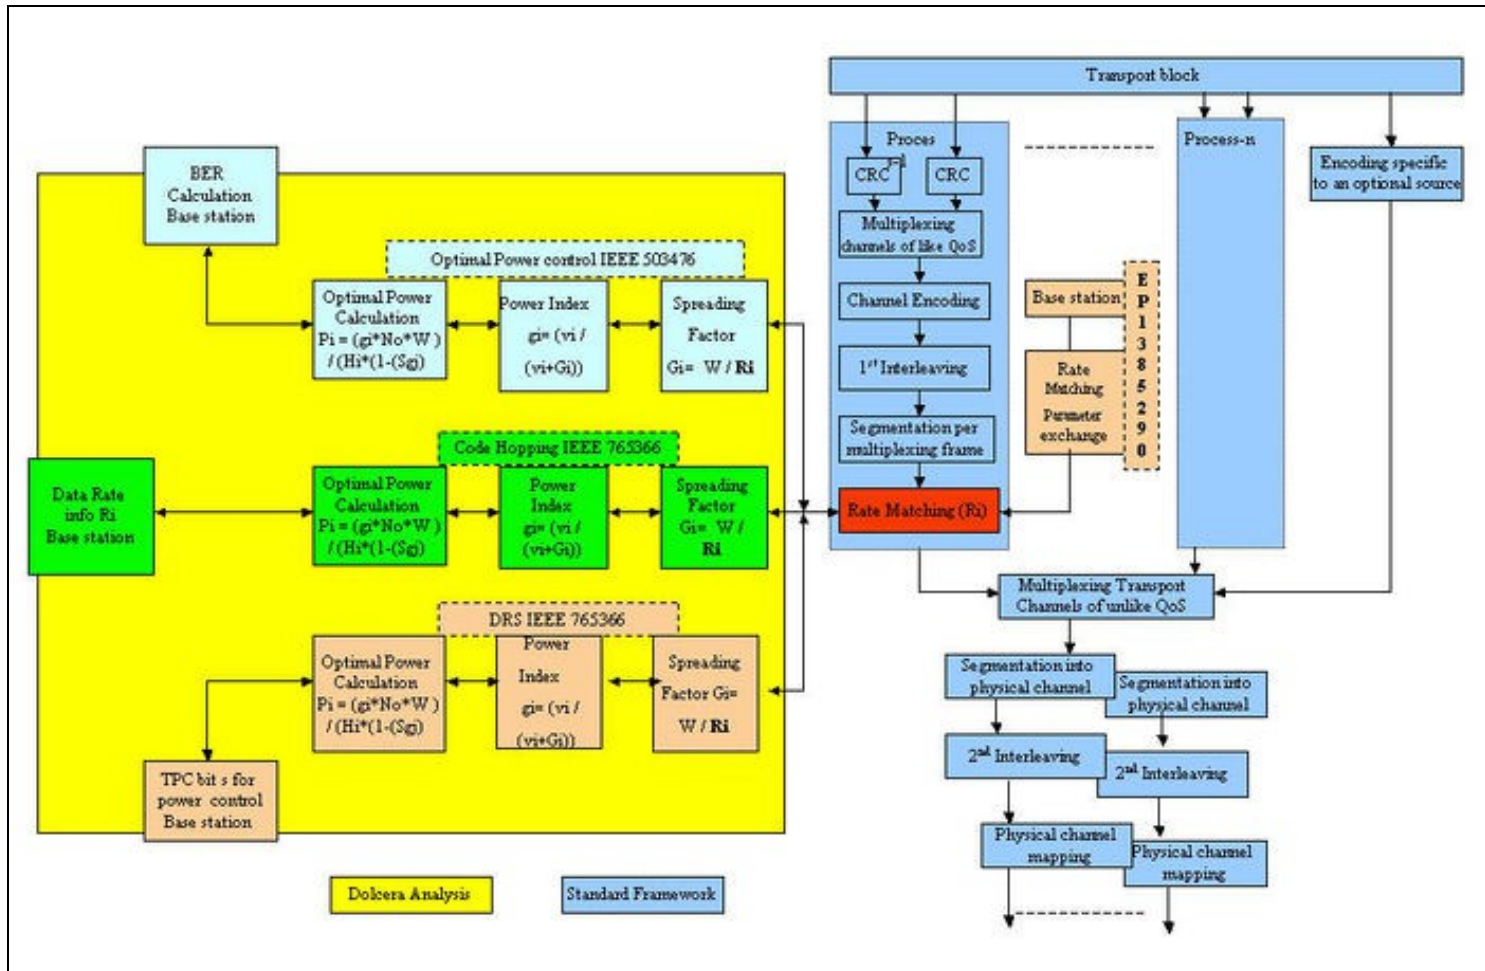 Transport block
Proces
s-1
CRC
CRC
Multiplexing
channels of like QoS
Channel Encoding
1st Interleaving
Segmentation per
multiplexing frame
Rate Matching (Ri)
Base station
Rate
Matching
Parameter
exchange
E
P
1
3
8
5
2
9
0
Process-n
Encoding specific
to an optional source
BER
Calculation
Base station
Optimal Power control IEEE 503476
Optimal Power
Calculation
Pi = (gi*No*W )
/ (Hi*(1-(Sgj)
Power Index
gi= (vi /
(vi+Gi))
Spreading
Factor
Gi= W / Ri
Code Hopping IEEE 765366
Data Rate
info Ri
Base station
Optimal Power
Calculation
Pi = (gi*No*W )
/ (Hi*(1-(Sgj)
Power
Index
gi= (vi /
(vi+Gi))
Spreading
Factor
Gi= W /
Ri
DRS IEEE 765366
Optimal Power
Calculation
Pi = (gi*No*W )
/ (Hi*(1-(Sgj)
Power
Index
gi= (vi /
(vi+Gi))
Spreading
Factor Gi=
W / Ri
TPC bit s for
power control
Base station
Multiplexing Transport
Channels of unlike QoS
Segmentation into
physical channel
Segmentation into
physical channel
2nd Interleaving
2nd Interleaving
Physical channel
mapping
Physical channel
mapping
Dolcera Analysis
Standard Framework